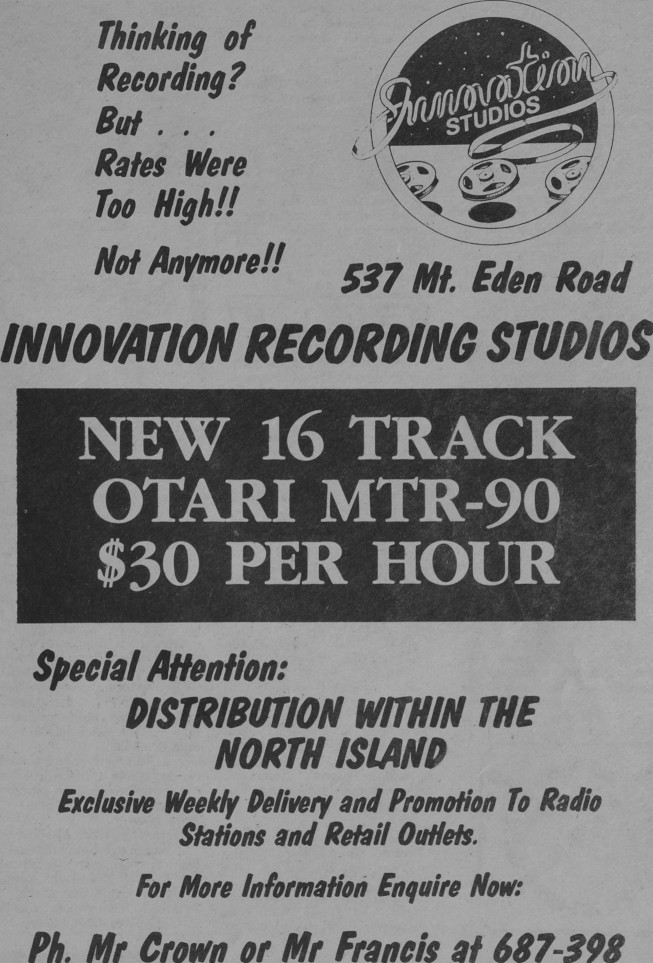 Thinking of
Recording?
But . . .
Rates Were
Too High!!
Not Anymore!!
Innovation
STUDIOS
537 Mt. Eden Road
INNOVATION RECORDING STUDIOS
NEW 16 TRACK
OTARI MTR-90
$30 PER HOUR
Special Attention:
DISTRIBUTION WITHIN THE
NORTH ISLAND
Exclusive Weekly Delivery and Promotion To Radio
Stations and Retail Outlets.
For More Information Enquire Now:
Ph. Mr Crown or Mr Francis at 687-398